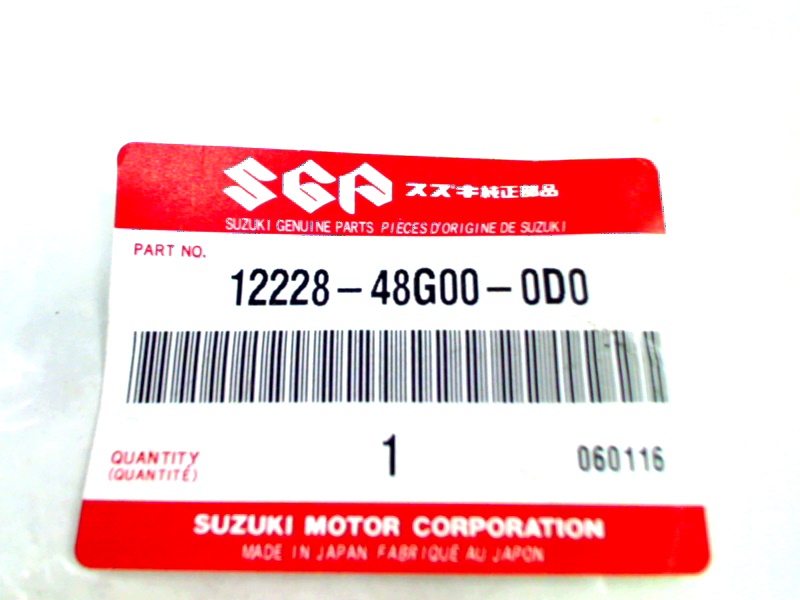 SGP スズキ純正部品
SUZUKI GENUINE PARTS PIÈCES D'ORIGINE DE SUZUKI
PART NO.
12228-48G00-0D0
QUANTITY 1 060116
(QUANTITÉ)
SUZUKI MOTOR CORPORATION
MADE IN JAPAN FABRIQUÉ AU JAPON